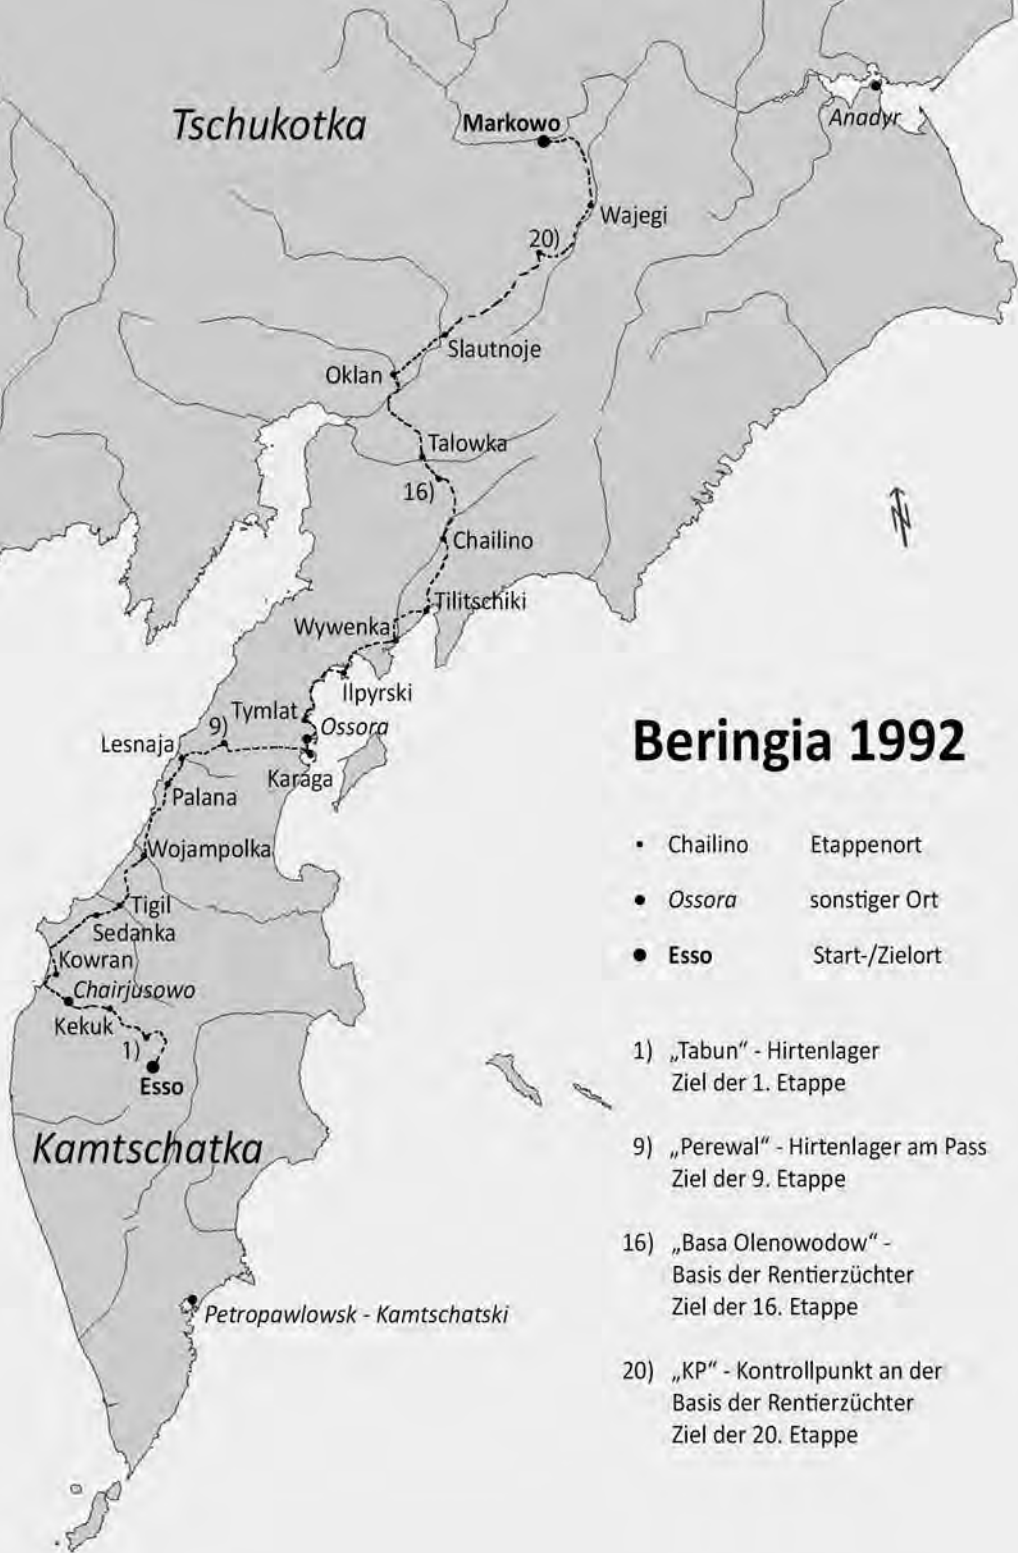 Tschukotka
Markowo
Anadyr
Wajegi
20)
Slautnoje
Oklan
Talowka
16)
N
Chailino
Tilitschiki
Wywenka
Ilpyrski
Tymlat
9)
Ossora
Lesnaja
Karaga
Palana
Wojampolka
Tigil
Sedanka
Kowran
Chairjusowo
Kekuk
1)
Esso
Kamtschatka
Petropawlowsk - Kamtschatski
Beringia 1992
Chailino Etappenort
Ossora sonstiger Ort
Esso Start-/Zielort
1) „Tabun“ - Hirtenlager
Ziel der 1. Etappe
9) „Perewal“ - Hirtenlager am Pass
Ziel der 9. Etappe
16) „Basa Olenowodow“ -
Basis der Rentierzüchter
Ziel der 16. Etappe
20) „KP“ - Kontrollpunkt an der
Basis der Rentierzüchter
Ziel der 20. Etappe